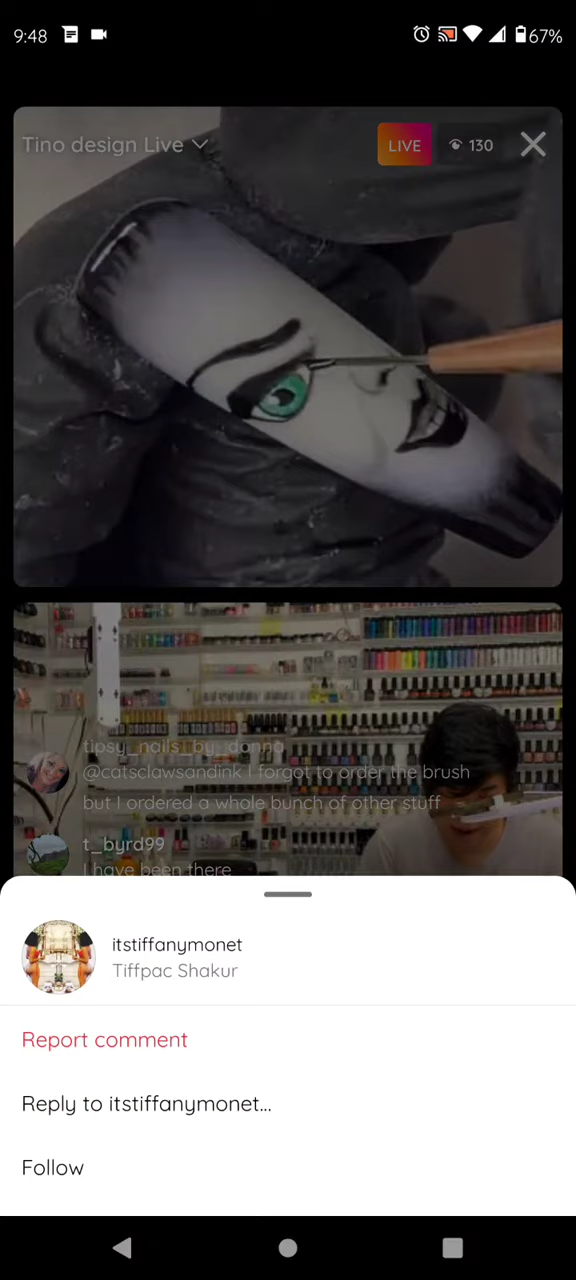 9:48
67%
Tino design Live
LIVE
130
tipsy_nails_by_donna
@catsclawsandink I forgot to order the brush
but I ordered a whole bunch of other stuff
t_byrd99
I have been there
itstiffanymonet
Tiffpac Shakur
Report comment
Reply to itstiffanymonet...
Follow